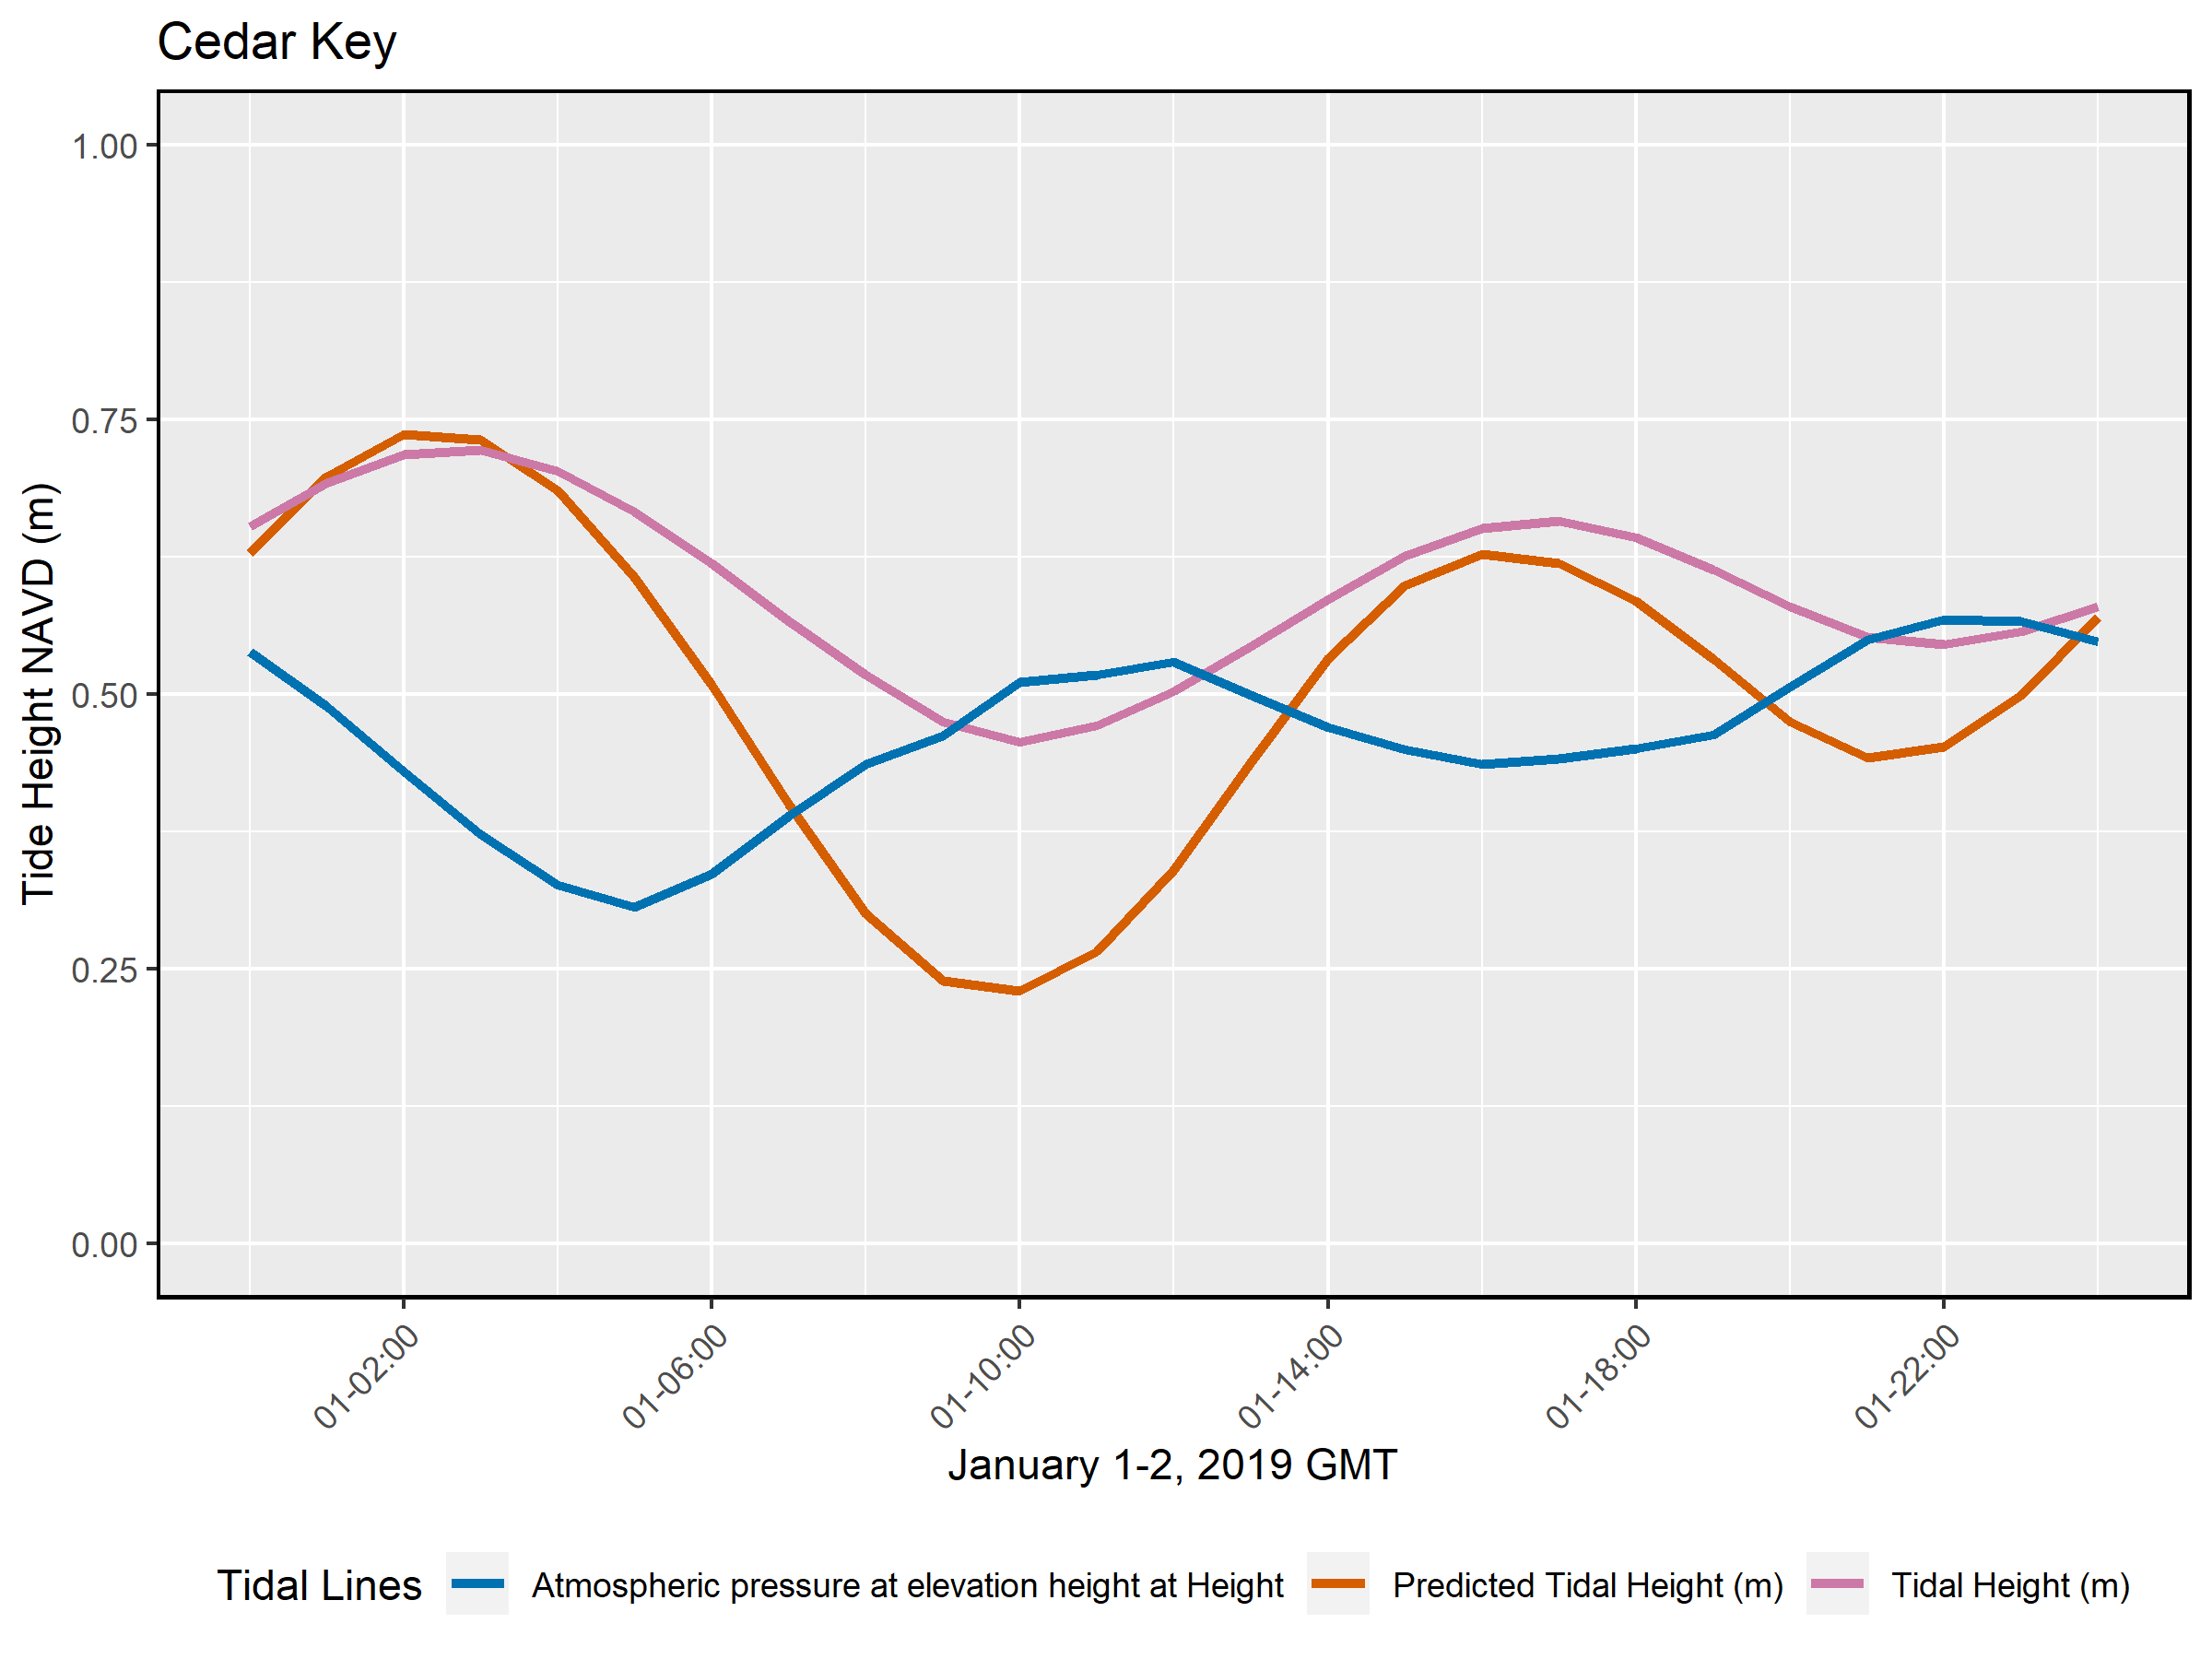 Cedar Key
Tide Height NAVD (m)
1.00
0.75
0.50
0.25
0.00
01-02:00
01-06:00
01-10:00
01-14:00
01-18:00
01-22:00
January 1-2, 2019 GMT
Tidal Lines
Atmospheric pressure at elevation height at Height
Predicted Tidal Height (m)
Tidal Height (m)